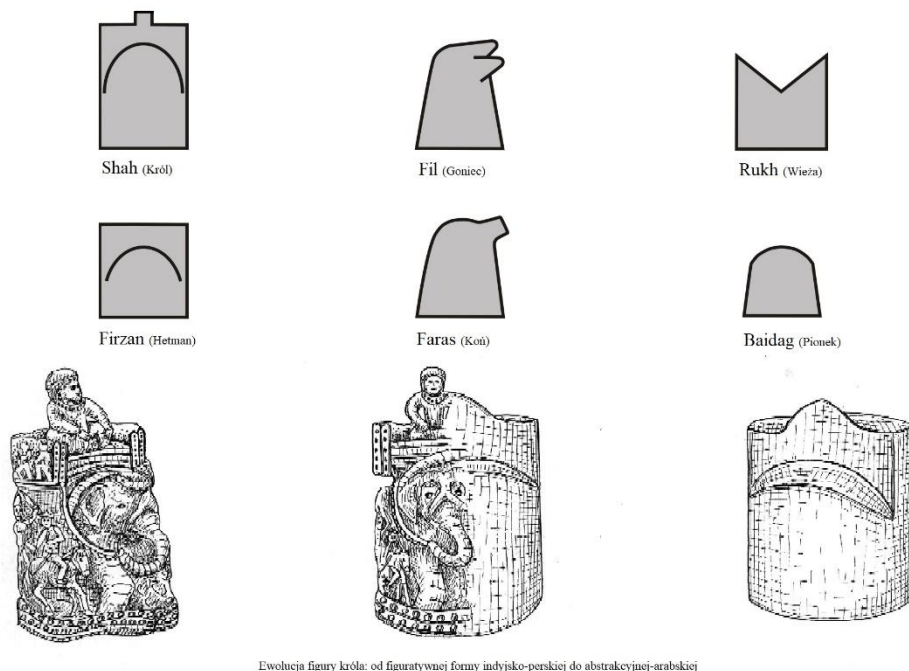 Shah (Król)
Fil (Goniec)
Rukh (Wieża)
Firzan (Hetman)
Faras (Koń)
Baidag (Pionek)
Ewolucja figury króla: od figuratywnej formy indyjsko-perskiej do abstrakcyjnej-arabskiej